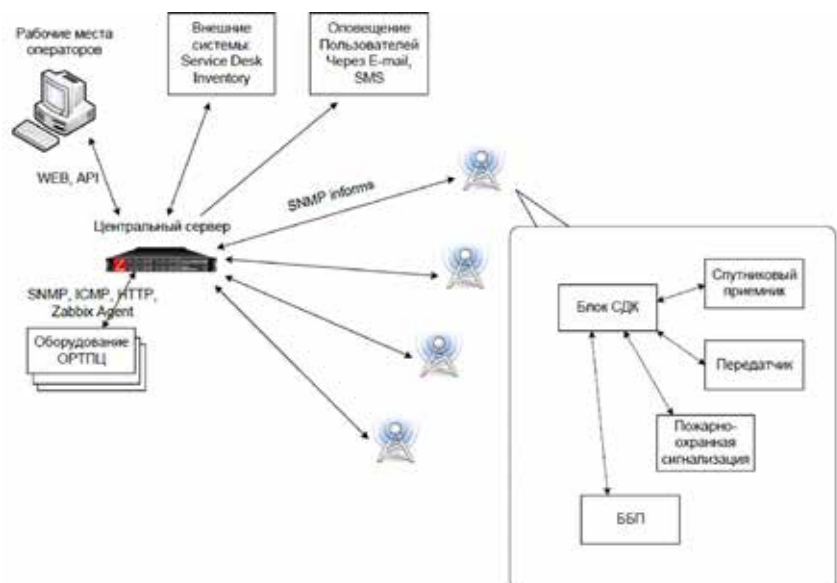 Рабочие места
операторов
Внешние
системы:
Service Desk
Inventory
Оповещение
Пользователей
Через E-mail,
SMS
WEB, API
SNMP informs
Центральный сервер
SNMP, ICMP, HTTP,
Zabbix Agent
Оборудование
ОРТПЦ
Блок СДК
Спутниковый
приемник
Передатчик
Пожарно-
охранная
сигнализация
ББП